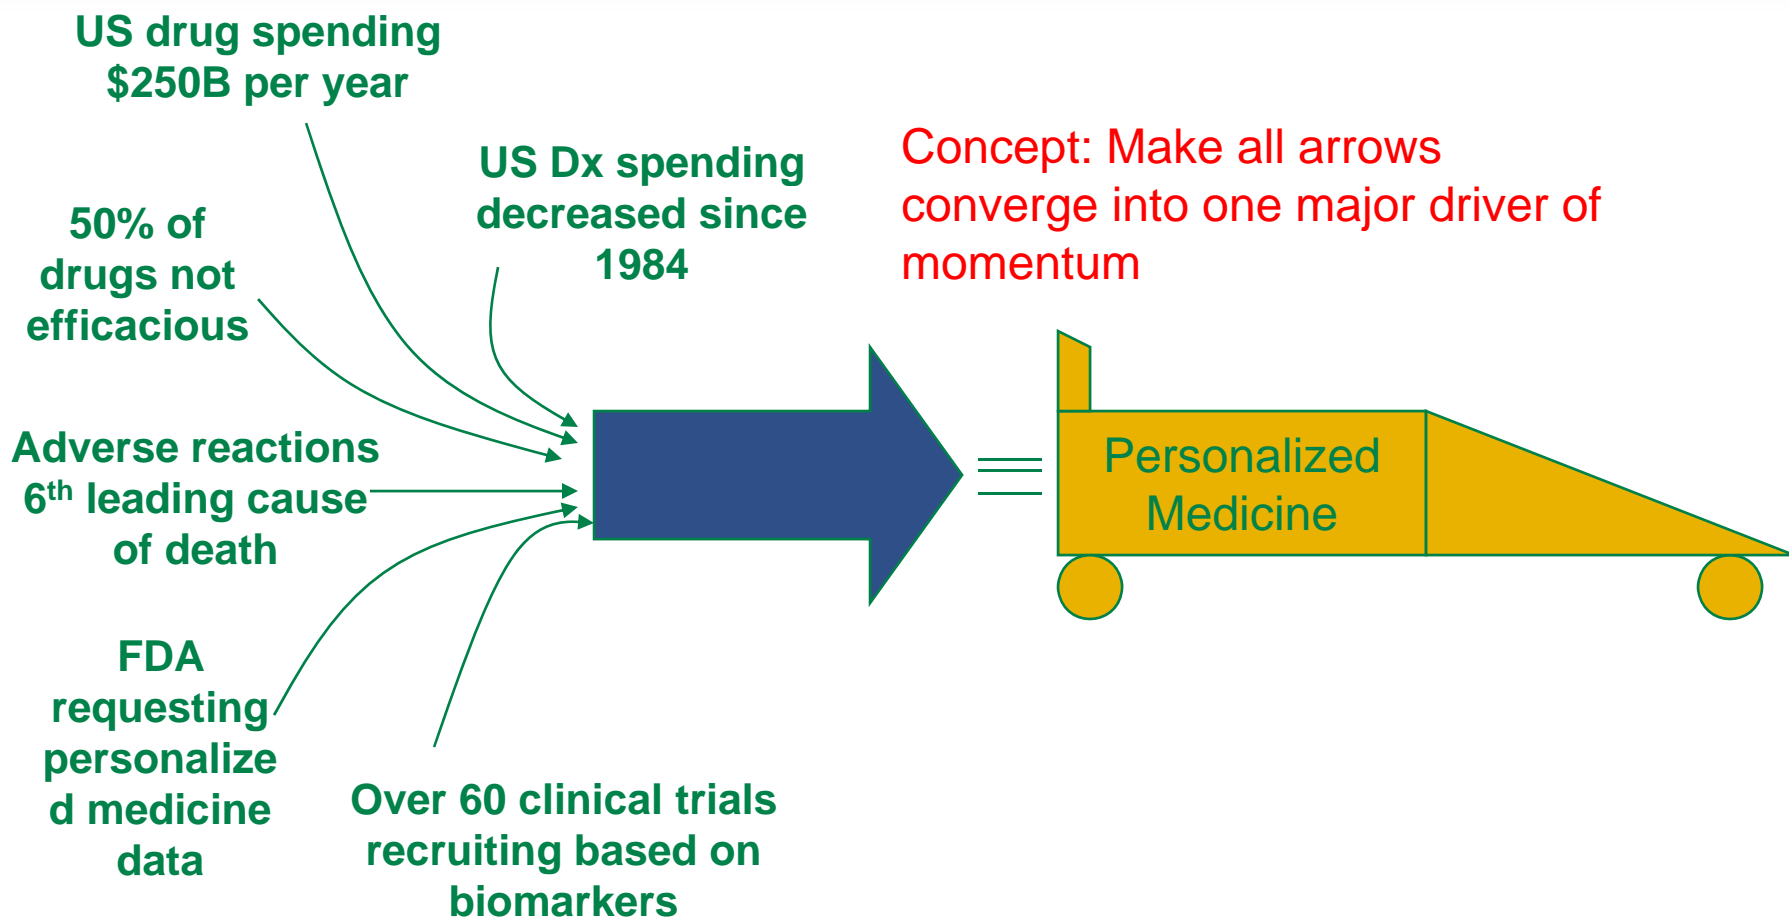 US drug spending
$250B per year
US Dx spending
decreased since
1984
Concept: Make all arrows
converge into one major driver of
momentum
50% of
drugs not
efficacious
Adverse reactions
6th leading cause
of death
Personalized
Medicine
FDA
requesting
personalize
d medicine
data
Over 60 clinical trials
recruiting based on
biomarkers